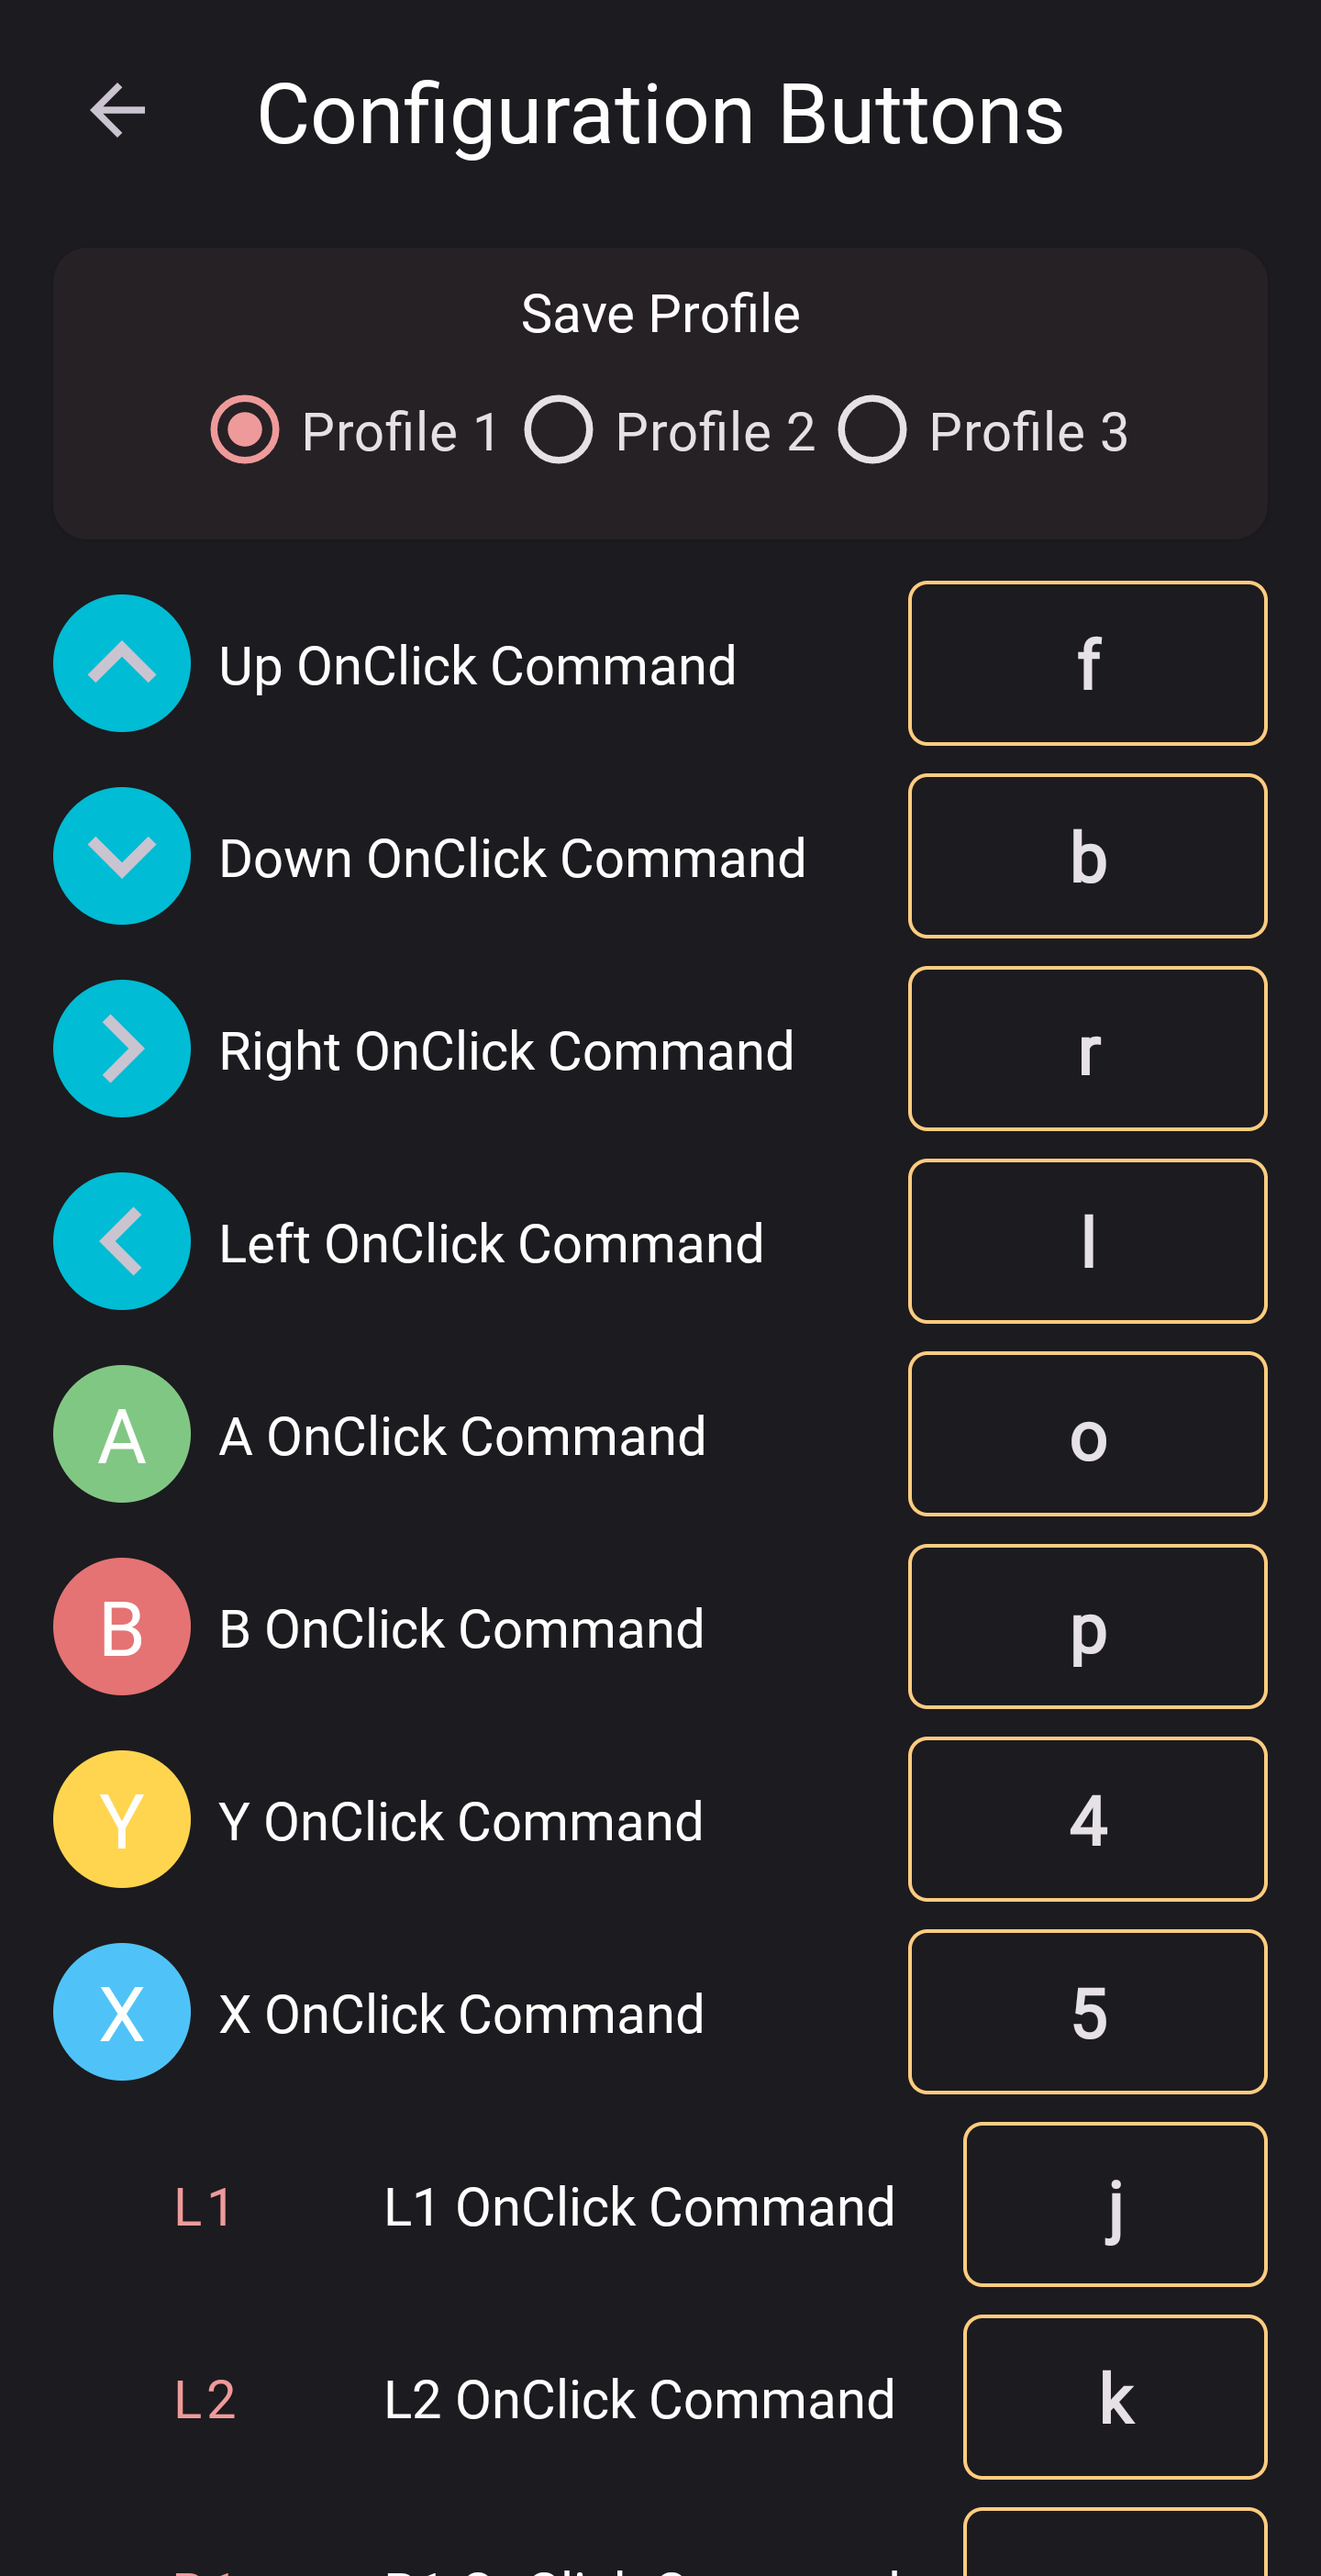 Configuration Buttons
Save Profile
Profile 1 Profile 2 Profile 3
Up OnClick Command f
Down OnClick Command b
Right OnClick Command r
Left OnClick Command l
A A OnClick Command o
B B OnClick Command p
Y Y OnClick Command 4
X X OnClick Command 5
L1 L1 OnClick Command j
L2 L2 OnClick Command k